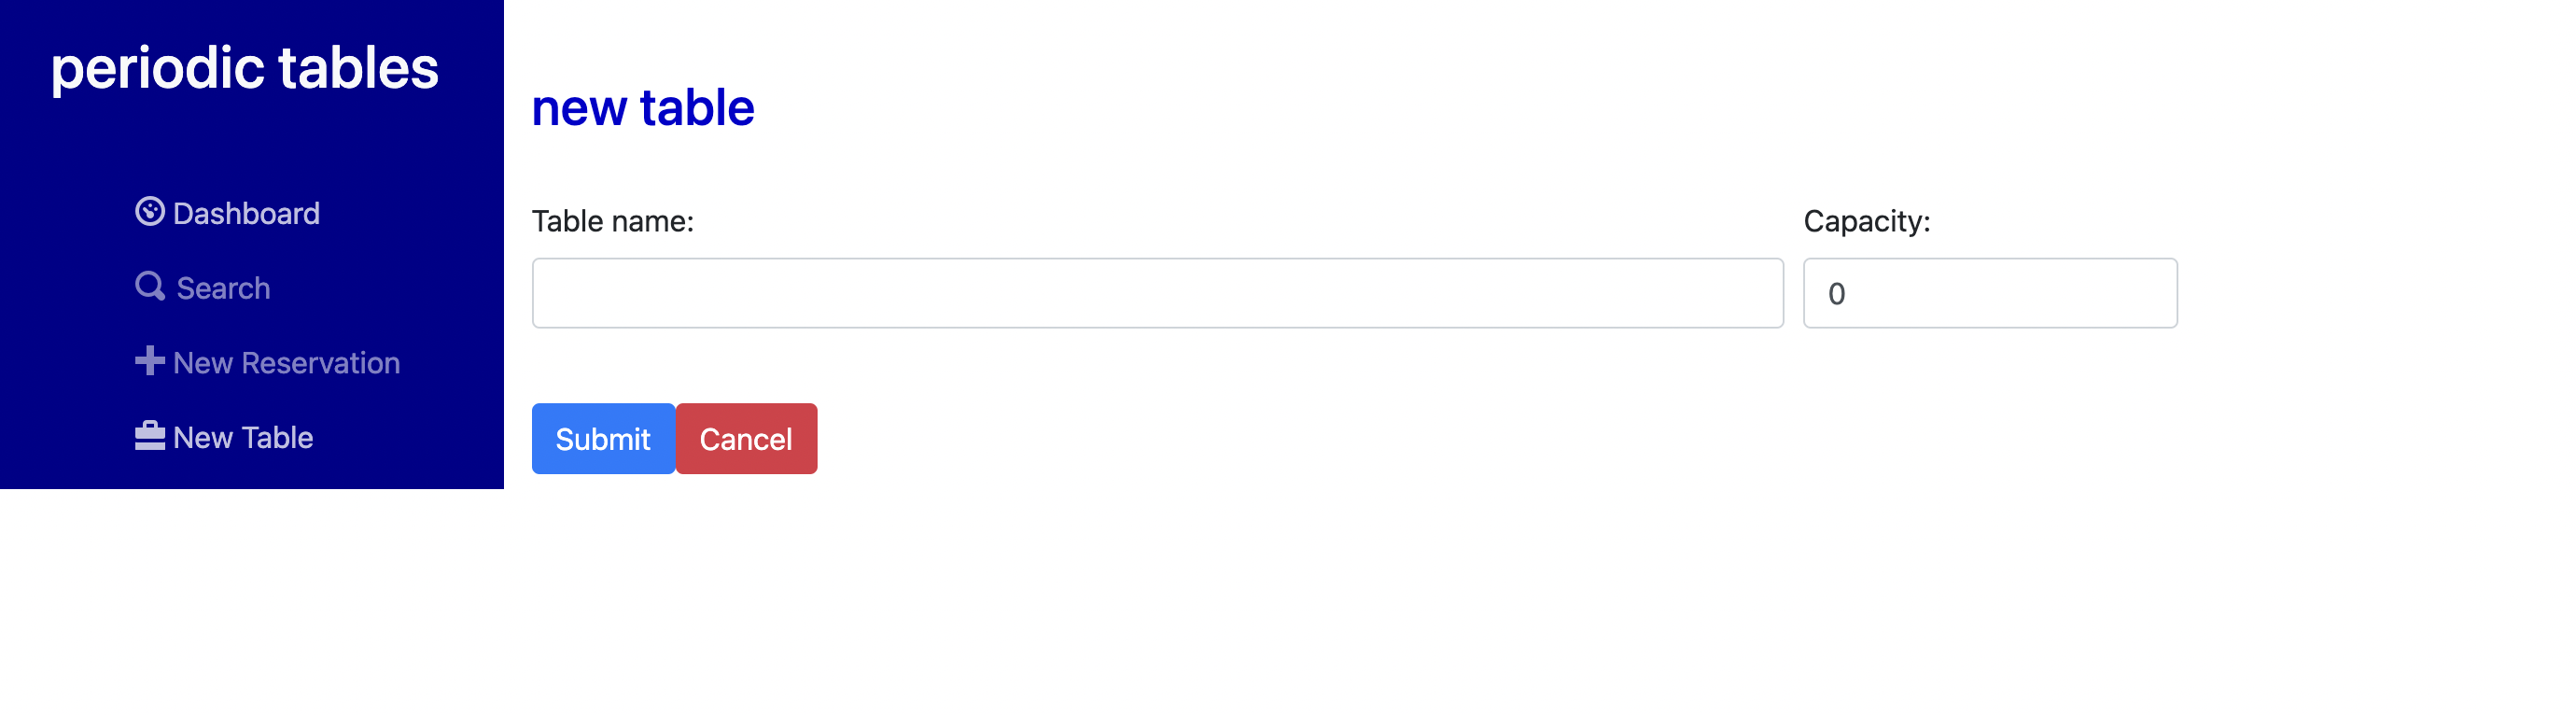 periodic tables
Dashboard
Search
New Reservation
New Table
new table
Table name:
Capacity:
0
Submit
Cancel